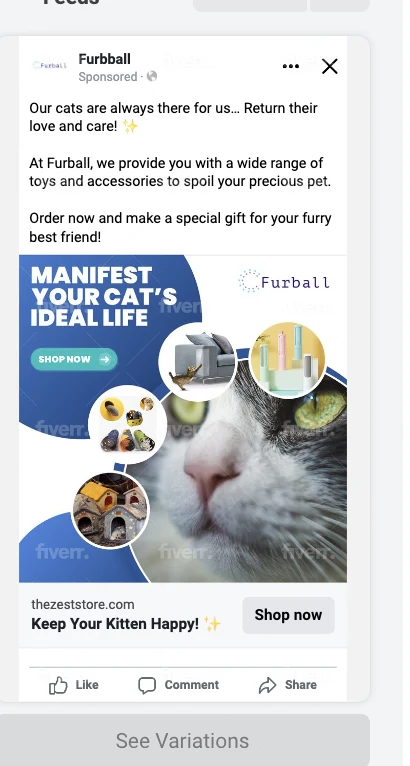 Feeds
Furball
Furbball
Sponsored ·
Our cats are always there for us... Return their
love and care! ✨
At Furball, we provide you with a wide range of
toys and accessories to spoil your precious pet.
Order now and make a special gift for your furry
best friend!
MANIFEST
YOUR CAT'S
IDEAL LIFE
Furball
SHOP NOW
fiverr.
fiverr.
fiverr.
fiverr.
fiverr.
fiverr.
thezeststore.com
Keep Your Kitten Happy! ✨
Shop now
Like
Comment
Share
See Variations